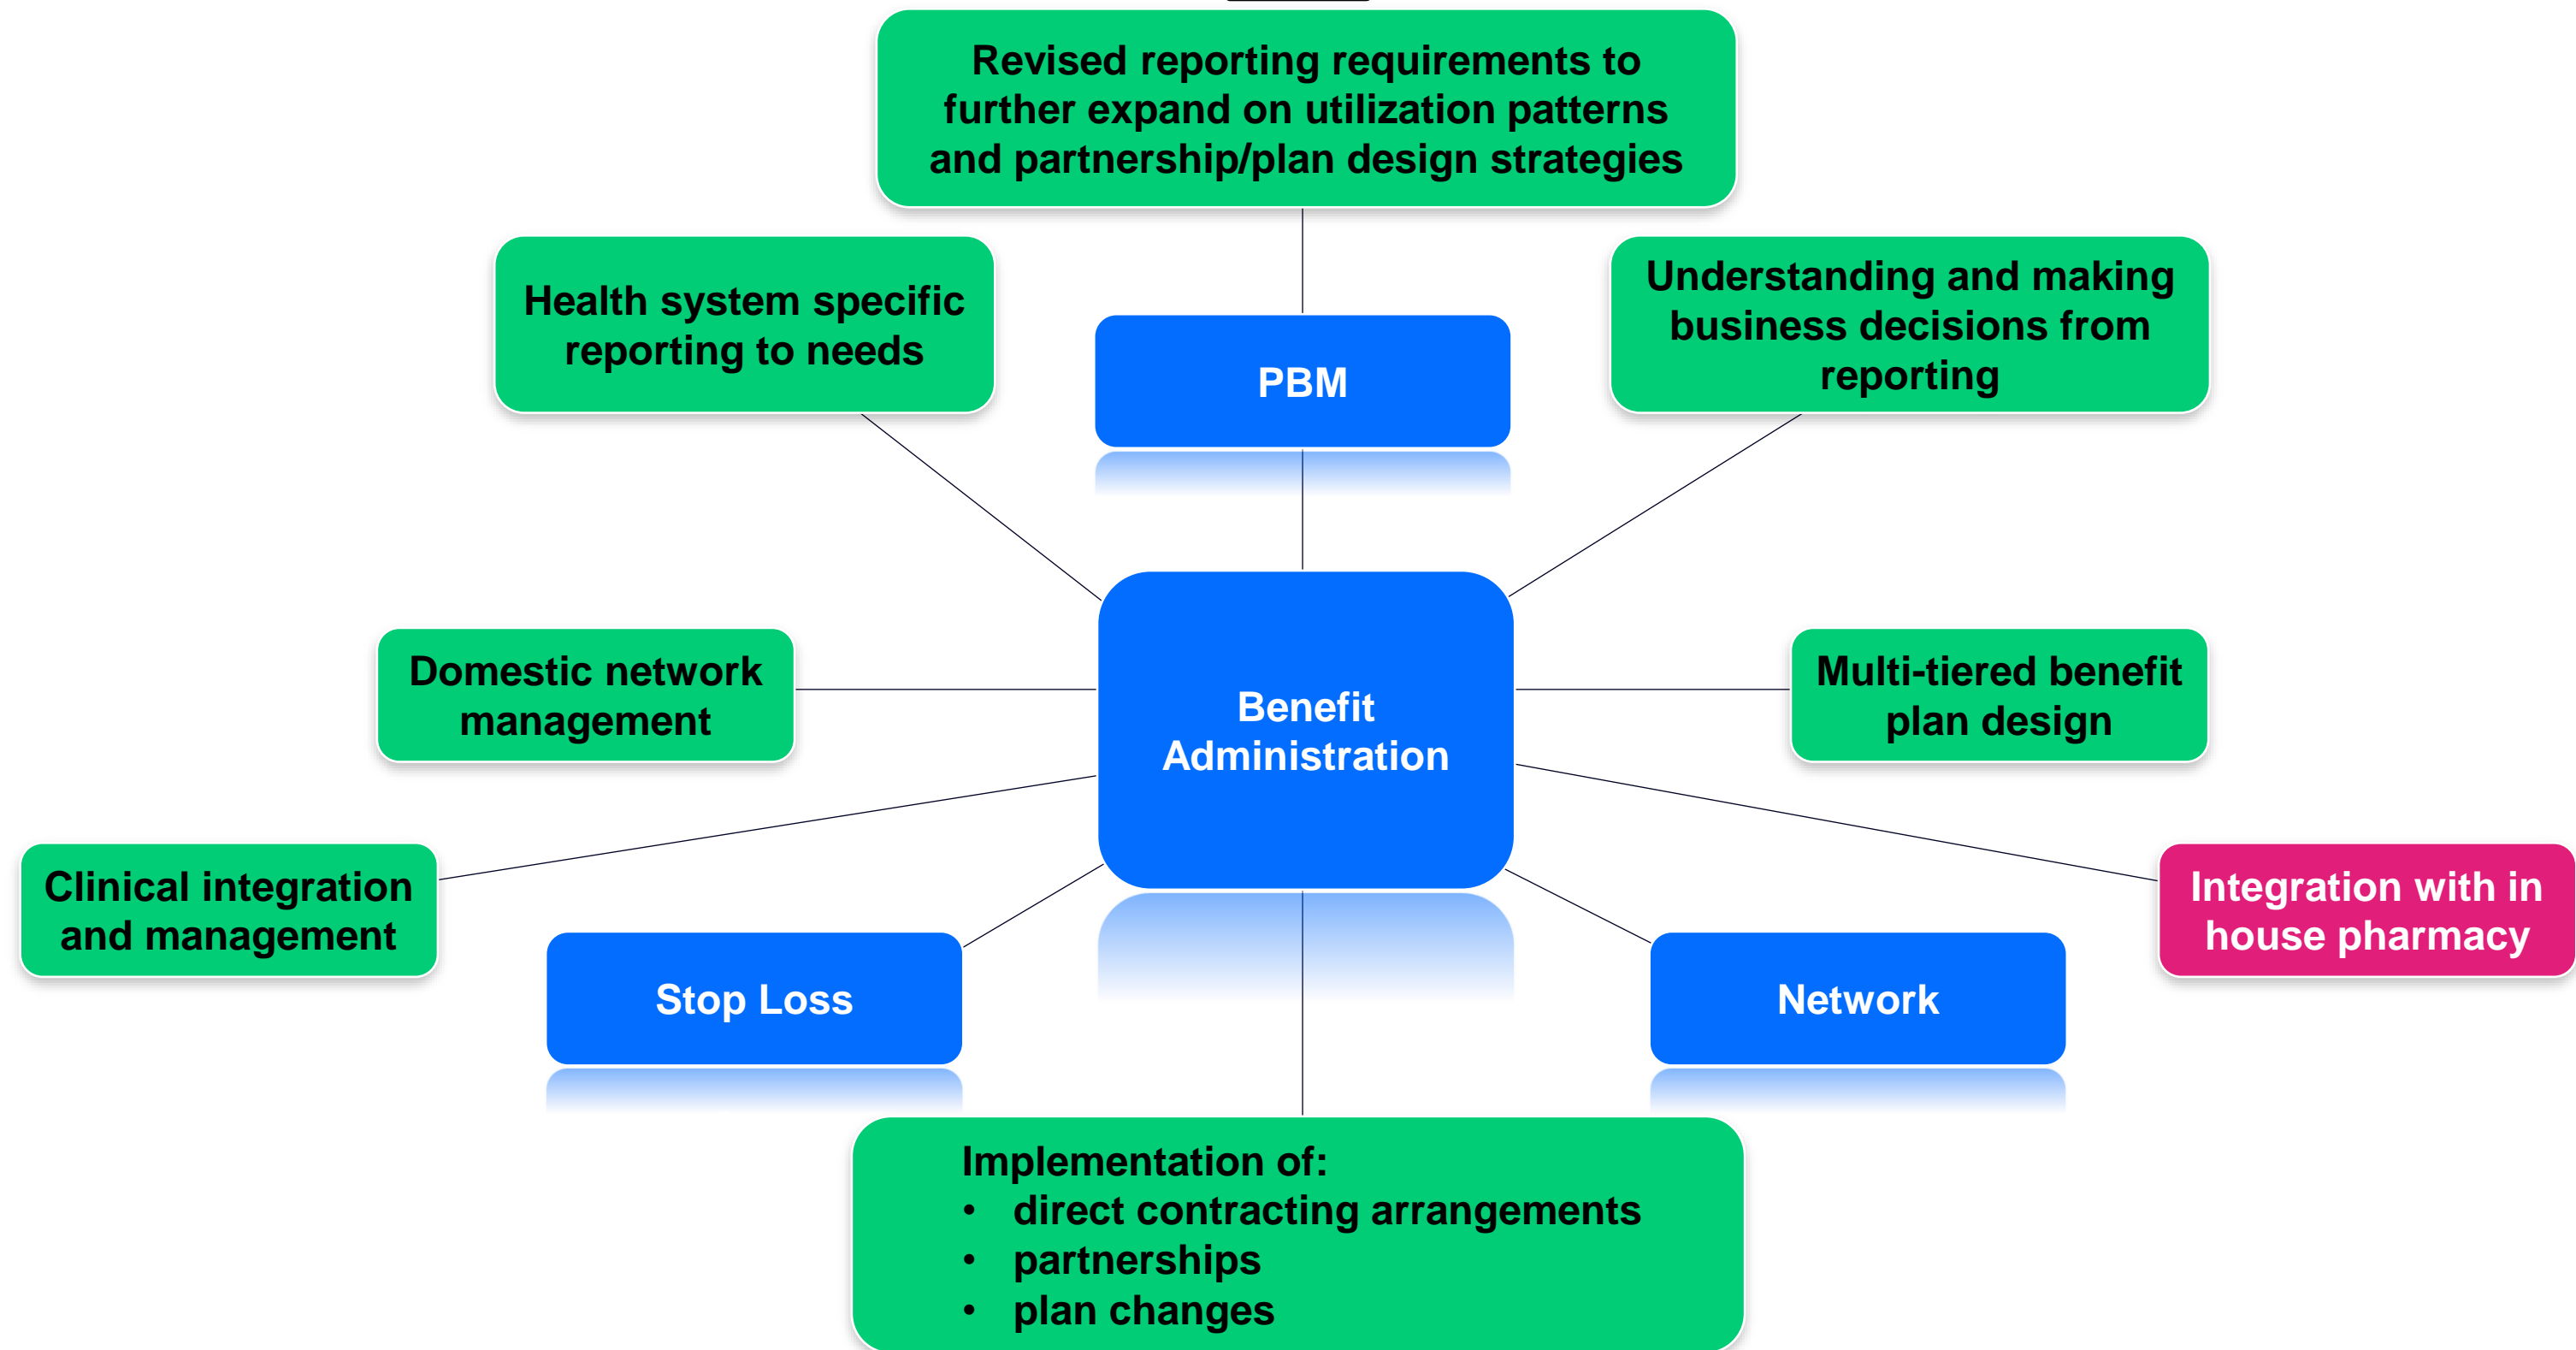 Revised reporting requirements to
further expand on utilization patterns
and partnership/plan design strategies
Health system specific
reporting to needs
PBM
Understanding and making
business decisions from
reporting
Domestic network
management
Benefit
Administration
Multi-tiered benefit
plan design
Clinical integration
and management
Integration with in
house pharmacy
Stop Loss
Network
Implementation of:
• direct contracting arrangements
• partnerships
• plan changes